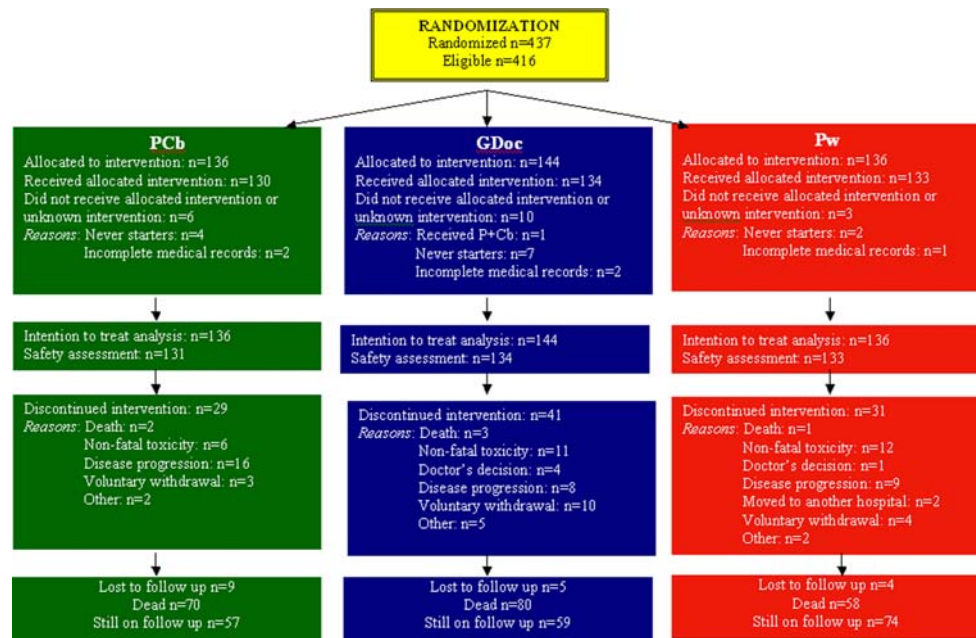 RANDOMIZATION
Randomized n=437
Eligible n=416
PCb
Allocated to intervention: n=136
Received allocated intervention: n=130
Did not receive allocated intervention or
unknown intervention: n=6
Reasons: Never starters: n=4
Incomplete medical records: n=2
GDoc
Allocated to intervention: n=144
Received allocated intervention: n=134
Did not receive allocated intervention or
unknown intervention: n=10
Reasons: Received P+Cb: n=1
Never starters: n=7
Incomplete medical records: n=2
Pw
Allocated to intervention: n=136
Received allocated intervention: n=133
Did not receive allocated intervention or
unknown intervention: n=3
Reasons: Never starters: n=2
Incomplete medical records: n=1
Intention to treat analysis: n=136
Safety assessment: n=131
Intention to treat analysis: n=144
Safety assessment: n=134
Intention to treat analysis: n=136
Safety assessment: n=133
Discontinued intervention: n=29
Reasons: Death: n=2
Non-fatal toxicity: n=6
Disease progression: n=16
Voluntary withdrawal: n=3
Other: n=2
Discontinued intervention: n=41
Reasons: Death: n=3
Non-fatal toxicity: n=11
Doctor's decision: n=4
Disease progression: n=8
Voluntary withdrawal: n=10
Other: n=5
Discontinued intervention: n=31
Reasons: Death: n=1
Non-fatal toxicity: n=12
Doctor's decision: n=1
Disease progression: n=9
Moved to another hospital: n=2
Voluntary withdrawal: n=4
Other: n=2
Lost to follow up n=9
Dead n=70
Still on follow up n=57
Lost to follow up n=5
Dead n=80
Still on follow up n=59
Lost to follow up n=4
Dead n=58
Still on follow up n=74